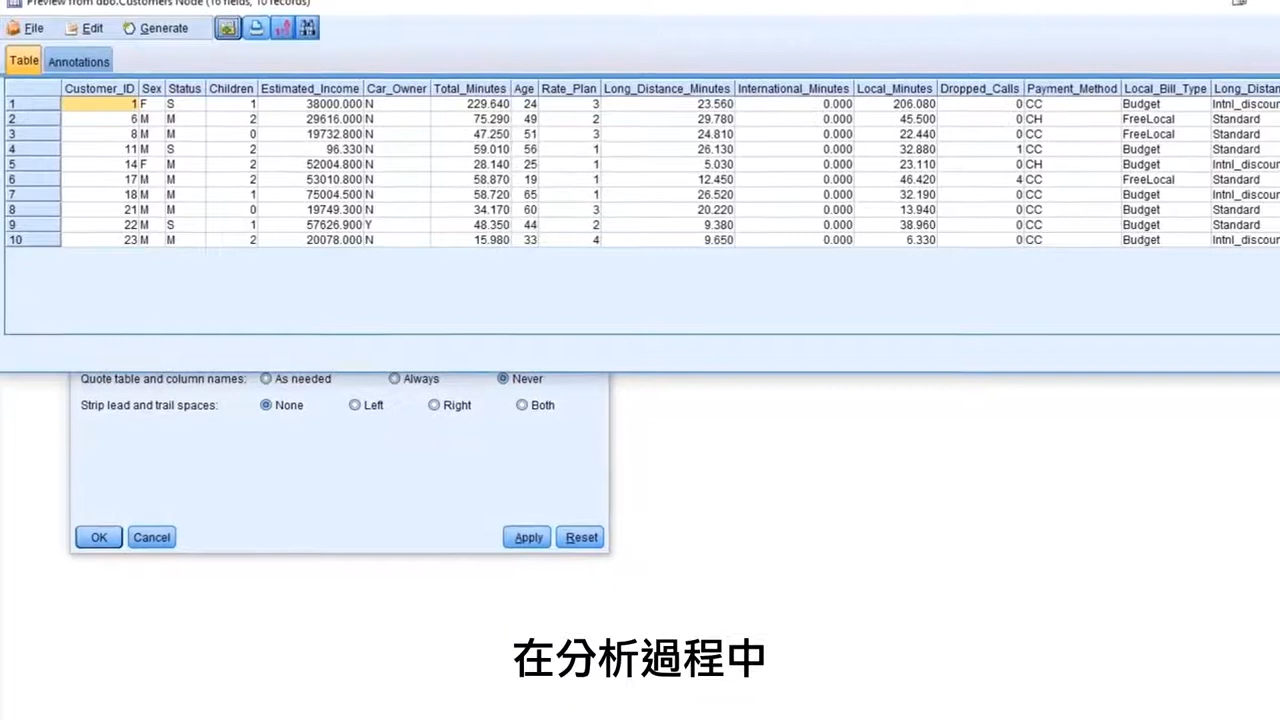 Preview from dbo.Customers Node (16 fields, 10 records)
File Edit Generate
Table Annotations
Customer_ID Sex Status Children Estimated_Income Car_Owner Total_Minutes Age Rate_Plan Long_Distance_Minutes International_Minutes Local_Minutes Dropped_Calls Payment_Method Local_Bill_Type Long_Distan
1 1 F S 1 38000.000 N 229.640 24 3 23.560 0.000 206.080 0 CC Budget Intnl_discour
2 6 M M 2 29616.000 N 75.290 49 2 29.780 0.000 45.500 0 CH FreeLocal Standard
3 8 M M 0 19732.800 N 47.250 51 3 24.810 0.000 22.440 0 CC FreeLocal Standard
4 11 M S 2 96.330 N 59.010 56 1 26.130 0.000 32.880 1 CC Budget Standard
5 14 F M 2 52004.800 N 28.140 25 1 5.030 0.000 23.110 0 CH Budget Intnl_discour
6 17 M M 2 53010.800 N 58.870 19 1 12.450 0.000 46.420 4 CC FreeLocal Standard
7 18 M M 1 75004.500 N 58.720 65 1 26.520 0.000 32.190 0 CC Budget Intnl_discour
8 21 M M 0 19749.300 N 34.170 60 3 20.220 0.000 13.940 0 CC Budget Standard
9 22 M S 1 57626.900 Y 48.350 44 2 9.380 0.000 38.960 0 CC Budget Standard
10 23 M M 2 20078.000 N 15.980 33 4 9.650 0.000 6.330 0 CC Budget Intnl_discour
Quote table and column names: As needed Always Never
Strip lead and trail spaces: None Left Right Both
OK Cancel Apply Reset
在分析過程中